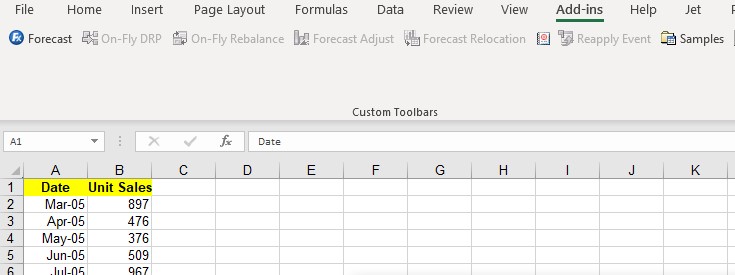 File Home Insert Page Layout Formulas Data Review View Add-ins Help Jet
Fx Forecast On-Fly DRP On-Fly Rebalance Forecast Adjust Forecast Relocation Reapply Event Samples
Custom Toolbars
A1 fx Date
A B C D E F G H I J K
1 Date Unit Sales
2 Mar-05 897
3 Apr-05 476
4 May-05 376
5 Jun-05 509
6 Jul-05 967